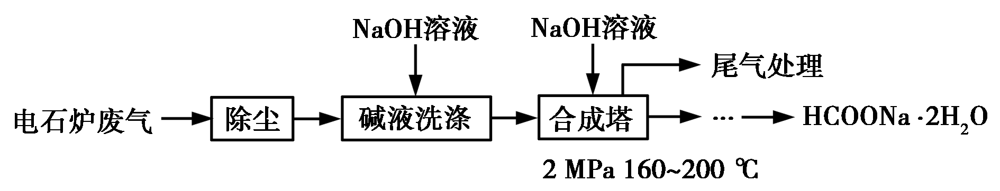 NaOH溶液
NaOH溶液
尾气处理
电石炉废气
除尘
碱液洗涤
合成塔
···
HCOONa·2H₂O
2 MPa 160~200 ℃